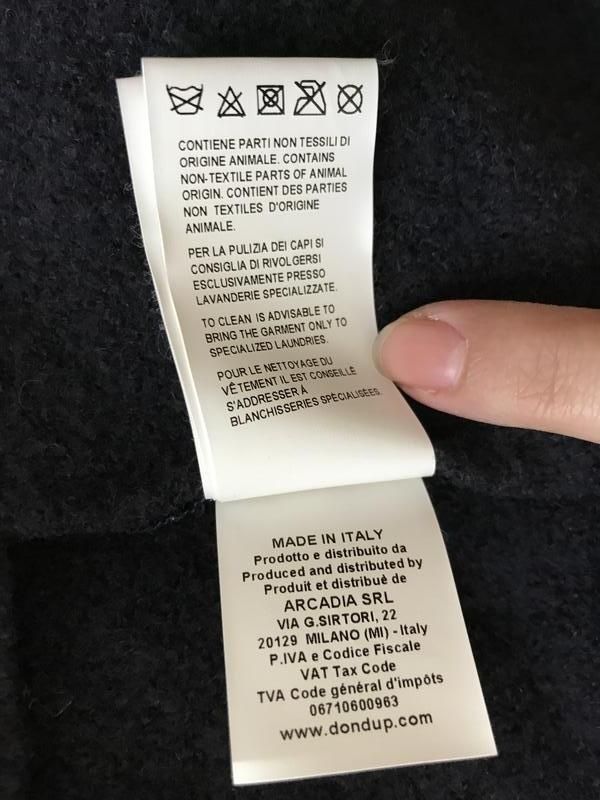 CONTIENE PARTI NON TESSILI DI
ORIGINE ANIMALE. CONTAINS
NON-TEXTILE PARTS OF ANIMAL
ORIGIN. CONTIENT DES PARTIES
NON TEXTILES D'ORIGINE
ANIMALE.
PER LA PULIZIA DEI CAPI SI
CONSIGLIA DI RIVOLGERSI
ESCLUSIVAMENTE PRESSO
LAVANDERIE SPECIALIZZATE.
TO CLEAN IS ADVISABLE TO
BRING THE GARMENT ONLY TO
SPECIALIZED LAUNDRIES.
POUR LE NETTOYAGE DU
VÊTEMENT IL EST CONSEILLÉ
S'ADDRESSER À
BLANCHISSERIES SPÉCIALISÉES.
MADE IN ITALY
Prodotto e distribuito da
Produced and distributed by
Produit et distribuè de
ARCADIA SRL
VIA G.SIRTORI, 22
20129 MILANO (MI) - Italy
P.IVA e Codice Fiscale
VAT Tax Code
TVA Code général d'impôts
06710600963
www.dondup.com